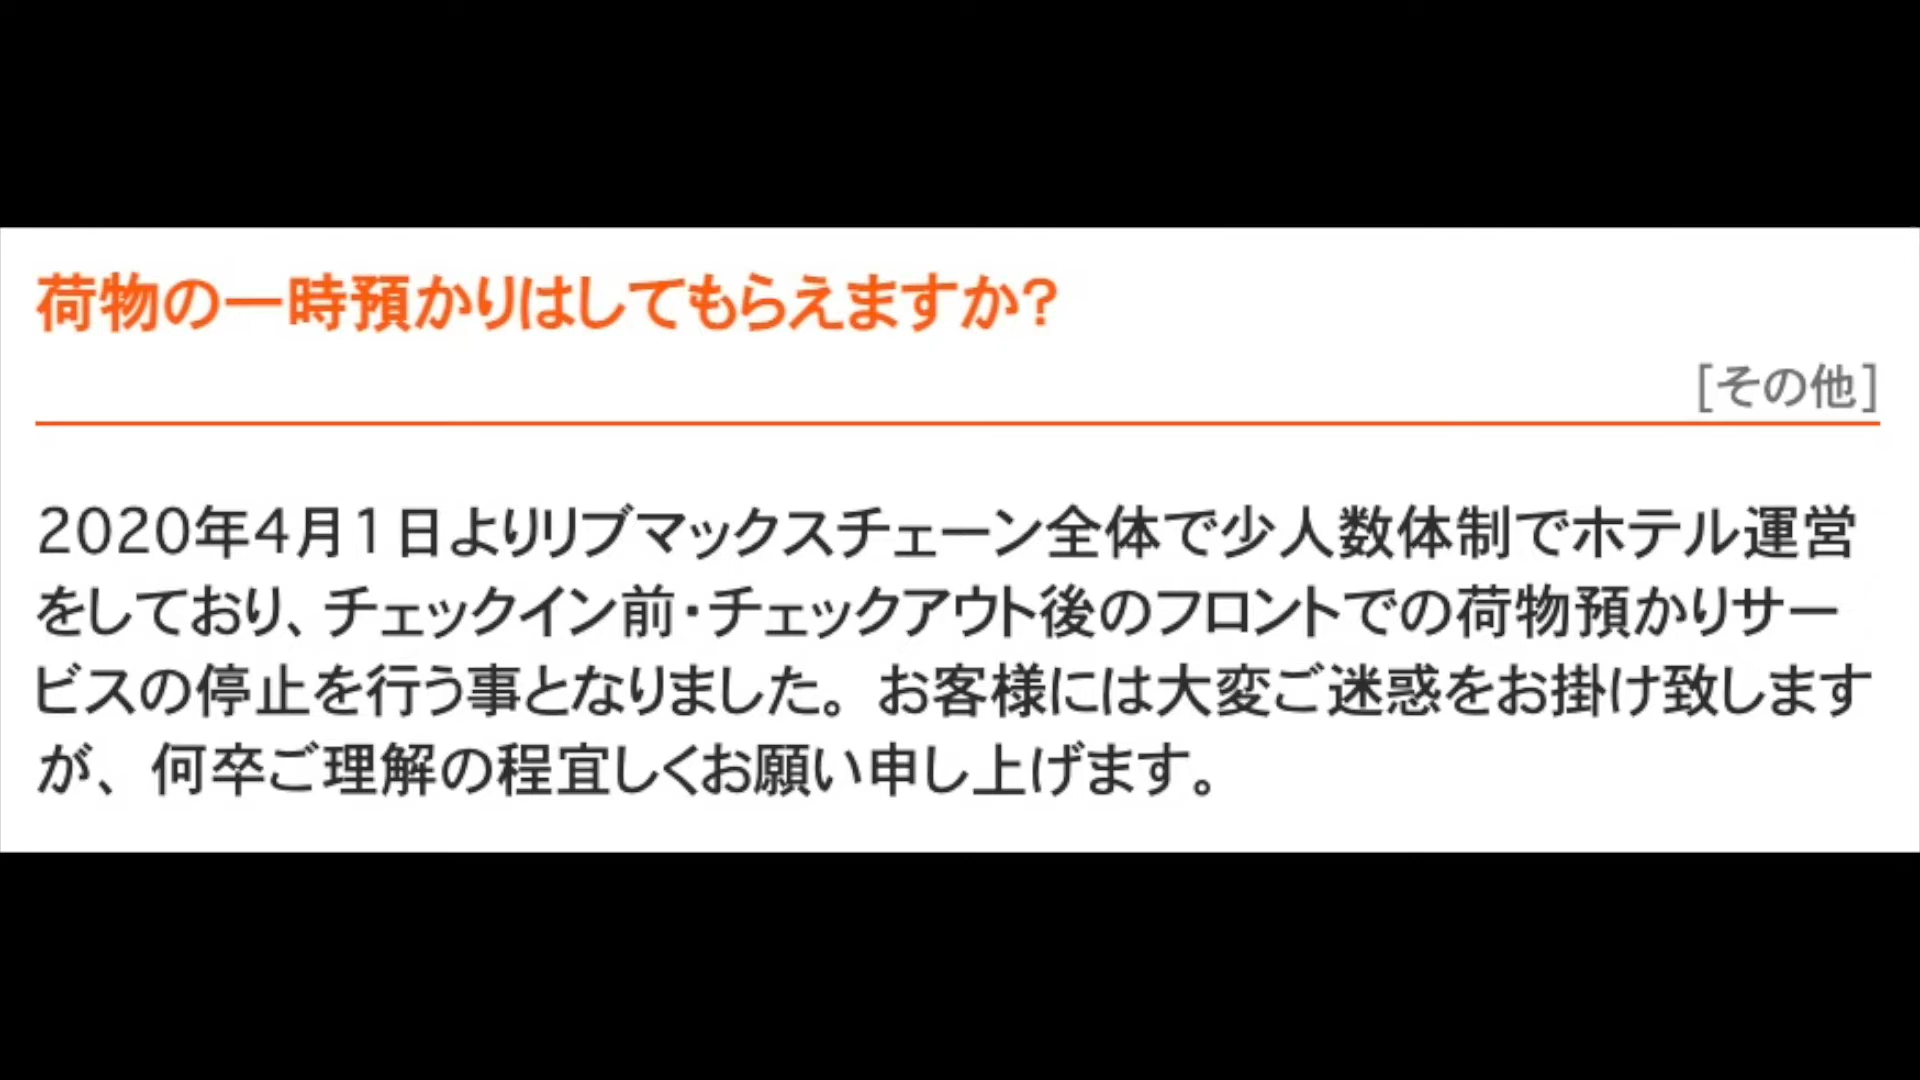 荷物の一時預かりはしてもらえますか?
[その他]
2020年4月1日よりリブマックスチェーン全体で少人数体制でホテル運営
をしており、チェックイン前・チェックアウト後のフロントでの荷物預かりサー
ビスの停止を行う事となりました。お客様には大変ご迷惑をお掛け致します
が、何卒ご理解の程宜しくお願い申し上げます。